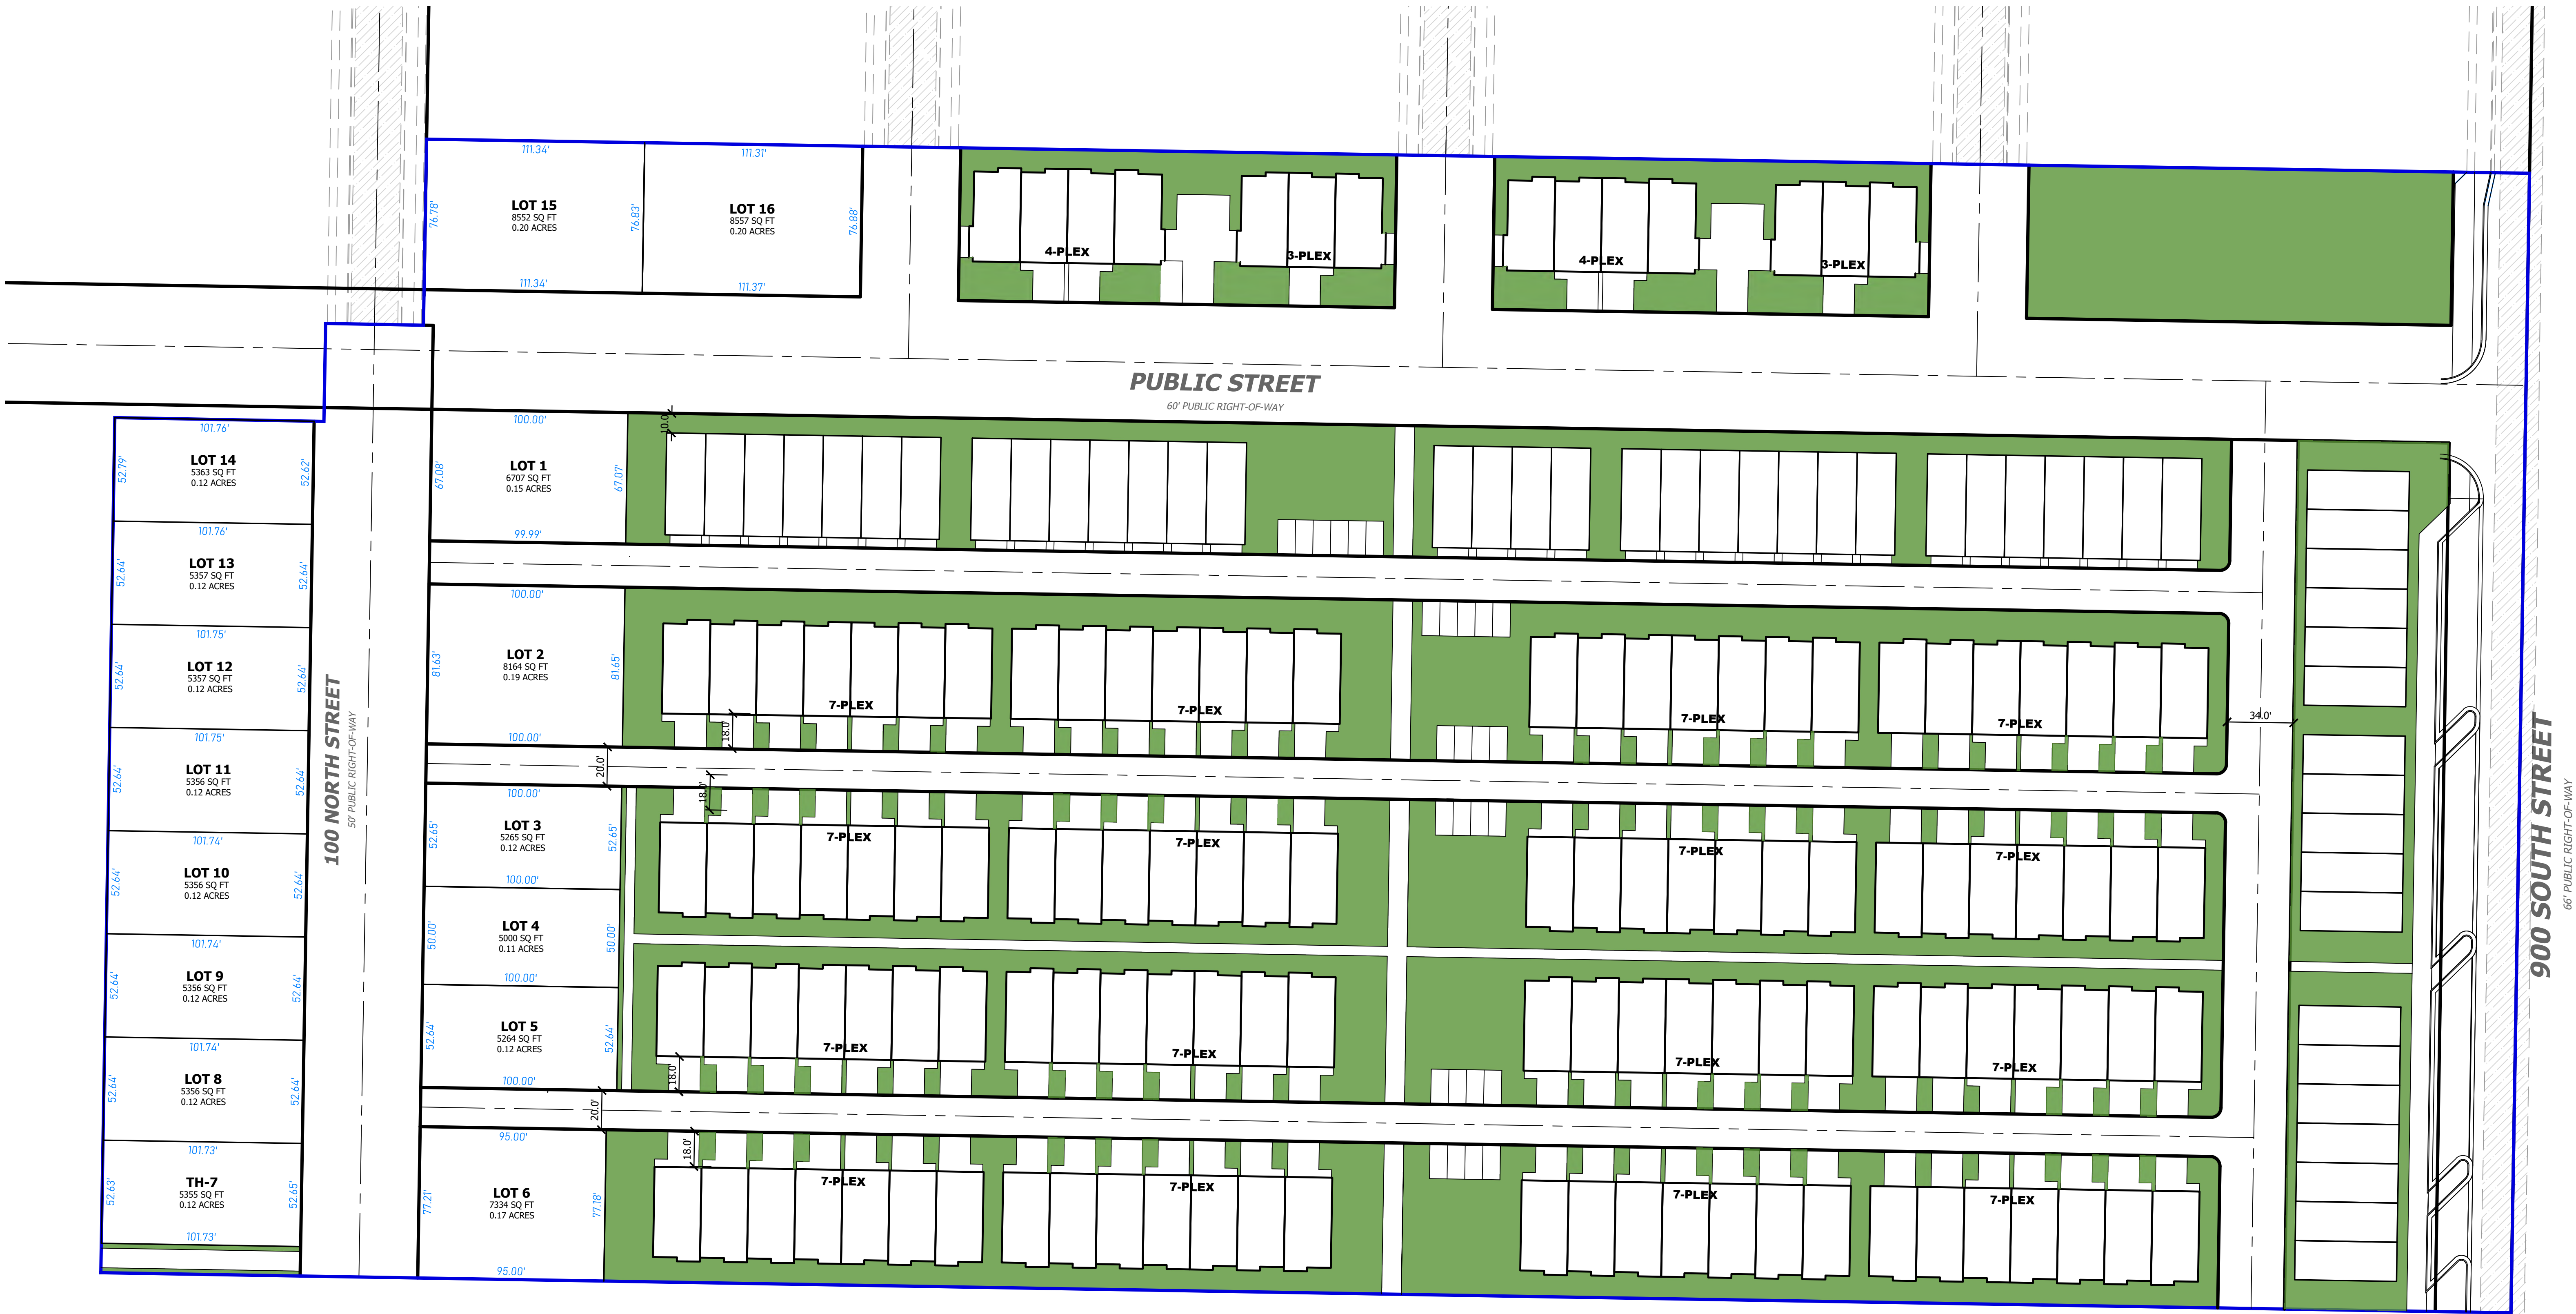 111.34'
111.31'
76.78'
LOT 15
8552 SQ FT
0.20 ACRES
76.83'
LOT 16
8557 SQ FT
0.20 ACRES
76.88'
111.34'
111.37'
4-PLEX
3-PLEX
4-PLEX
3-PLEX
PUBLIC STREET
60' PUBLIC RIGHT-OF-WAY
101.76'
52.79'
LOT 14
5363 SQ FT
0.12 ACRES
52.62'
101.76'
52.64'
LOT 13
5357 SQ FT
0.12 ACRES
52.64'
101.75'
52.64'
LOT 12
5357 SQ FT
0.12 ACRES
52.64'
101.75'
52.64'
LOT 11
5356 SQ FT
0.12 ACRES
52.64'
101.74'
52.64'
LOT 10
5356 SQ FT
0.12 ACRES
52.64'
101.74'
52.64'
LOT 9
5356 SQ FT
0.12 ACRES
52.64'
101.74'
52.64'
LOT 8
5356 SQ FT
0.12 ACRES
52.64'
101.73'
52.63'
TH-7
5355 SQ FT
0.12 ACRES
52.65'
101.73'
100 NORTH STREET
50' PUBLIC RIGHT-OF-WAY
100.00'
67.08'
LOT 1
6707 SQ FT
0.15 ACRES
67.07'
99.99'
10.0'
100.00'
81.63'
LOT 2
8164 SQ FT
0.19 ACRES
81.65'
100.00'
7-PLEX
7-PLEX
7-PLEX
7-PLEX
18.0'
20.0'
34.0'
100.00'
52.65'
LOT 3
5265 SQ FT
0.12 ACRES
52.65'
100.00'
18.0'
7-PLEX
7-PLEX
7-PLEX
7-PLEX
50.00'
LOT 4
5000 SQ FT
0.11 ACRES
50.00'
100.00'
52.64'
LOT 5
5264 SQ FT
0.12 ACRES
52.64'
100.00'
7-PLEX
7-PLEX
7-PLEX
7-PLEX
18.0'
20.0'
95.00'
77.21'
LOT 6
7334 SQ FT
0.17 ACRES
77.18'
95.00'
18.0'
7-PLEX
7-PLEX
7-PLEX
7-PLEX
900 SOUTH STREET
66' PUBLIC RIGHT-OF-WAY